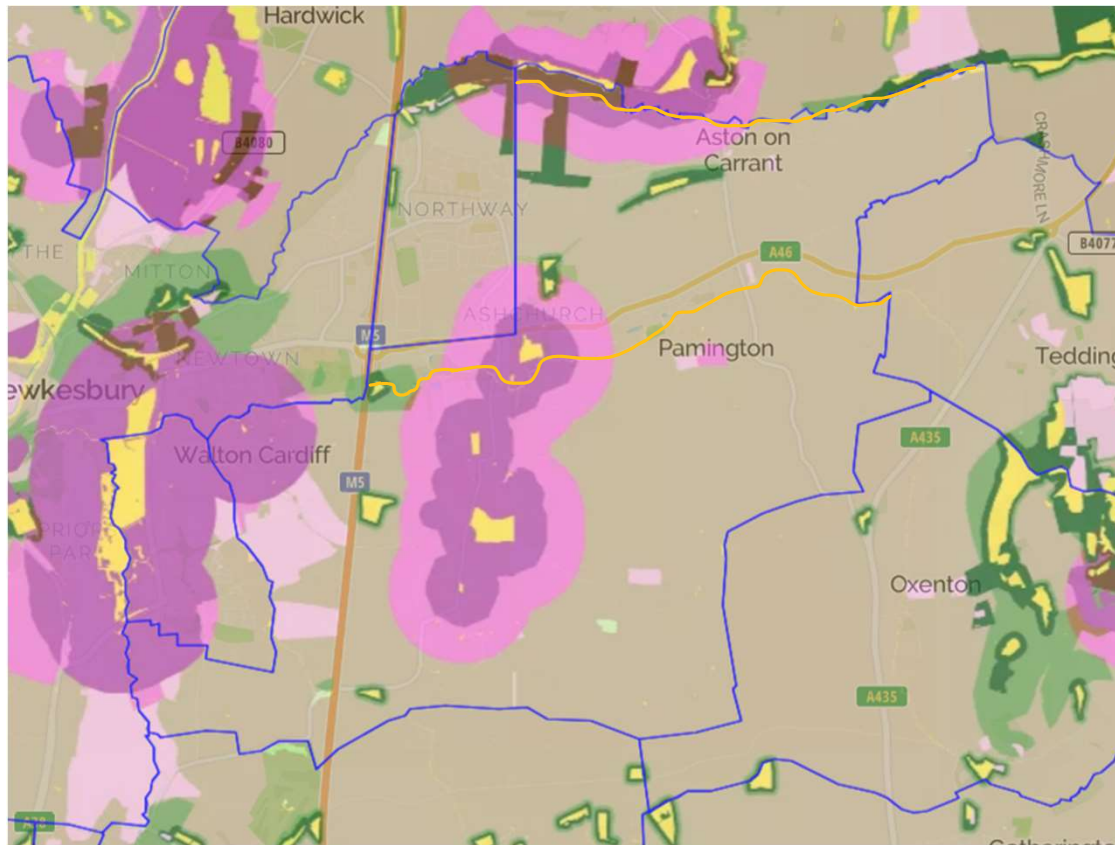 Hardwick
B4080
Aston on
Carrant
CRASHMORE LN
NORTHWAY
THE
MITTON
A46
B4077
ASHCHURCH
M5
NEWTOWN
Pamington
Tedding
ewkesbury
Walton Cardiff
A435
M5
PRIOR
PARK
Oxenton
A435
A38